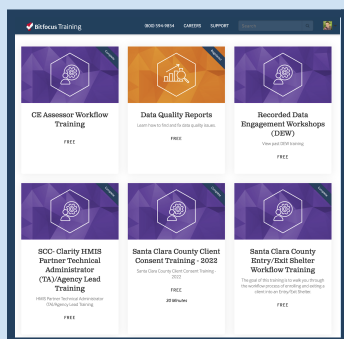 Bitfocus Training
(800) 594-9854 CAREERS SUPPORT Search
CE Assessor Workflow
Training
FREE
Data Quality Reports
Learn how to find and fix data quality issues.
FREE
Recorded Data
Engagement Workshops
(DEW)
View past DEW training
FREE
SCC- Clarity HMIS
Partner Technical
Administrator
(TA)/Agency Lead
Training
HMIS Partner Technical Administrator
(TA)/Agency Lead Training
FREE
Santa Clara County Client
Consent Training - 2022
Santa Clara County Client Consent Training -
2022
FREE
20 Minutes
Santa Clara County
Entry/Exit Shelter
Workflow Training
The goal of this training is to walk you through
the workflow process of enrolling and exiting a
client into an Entry/Exit Shelter.
FREE